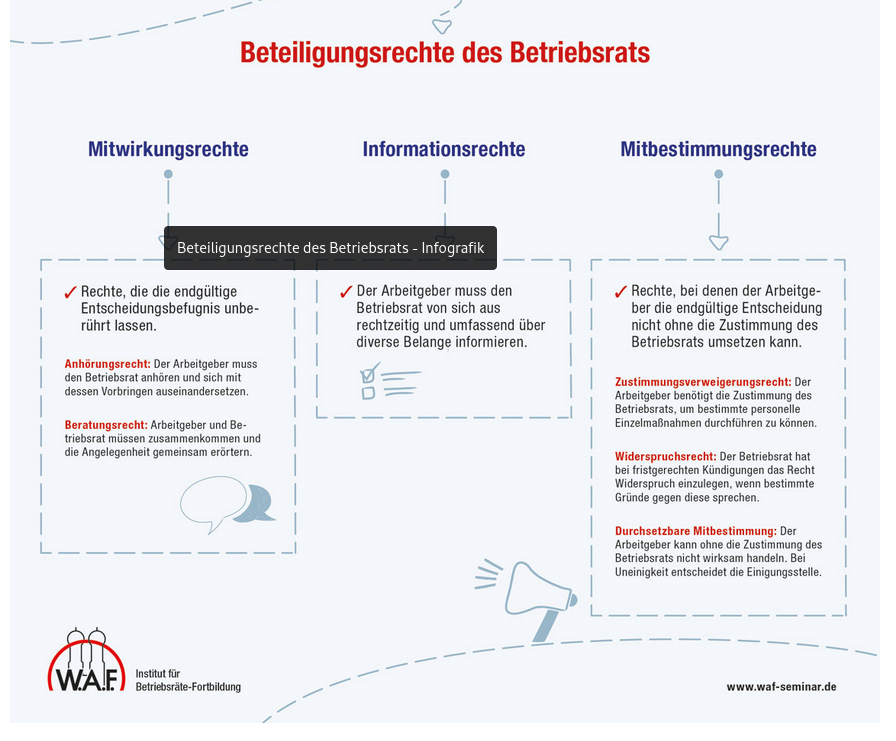 Beteiligungsrechte des Betriebsrats
Mitwirkungsrechte
Informationsrechte
Mitbestimmungsrechte
Beteiligungsrechte des Betriebsrats - Infografik
✓ Rechte, die die endgültige
Entscheidungsbefugnis unbe-
rührt lassen.
Anhörungsrecht: Der Arbeitgeber muss
den Betriebsrat anhören und sich mit
dessen Vorbringen auseinandersetzen.
Beratungsrecht: Arbeitgeber und Be-
triebsrat müssen zusammenkommen und
die Angelegenheit gemeinsam erörtern.
✓ Der Arbeitgeber muss den
Betriebsrat von sich aus
rechtzeitig und umfassend über
diverse Belange informieren.
✓ Rechte, bei denen der Arbeitge-
ber die endgültige Entscheidung
nicht ohne die Zustimmung des
Betriebsrats umsetzen kann.
Zustimmungsverweigerungsrecht: Der
Arbeitgeber benötigt die Zustimmung des
Betriebsrats, um bestimmte personelle
Einzelmaßnahmen durchführen zu können.
Widerspruchsrecht: Der Betriebsrat hat
bei fristgerechten Kündigungen das Recht
Widerspruch einzulegen, wenn bestimmte
Gründe gegen diese sprechen.
Durchsetzbare Mitbestimmung: Der
Arbeitgeber kann ohne die Zustimmung des
Betriebsrats nicht wirksam handeln. Bei
Uneinigkeit entscheidet die Einigungsstelle.
W.A.F.
Institut für
Betriebsräte-Fortbildung
www.waf-seminar.de